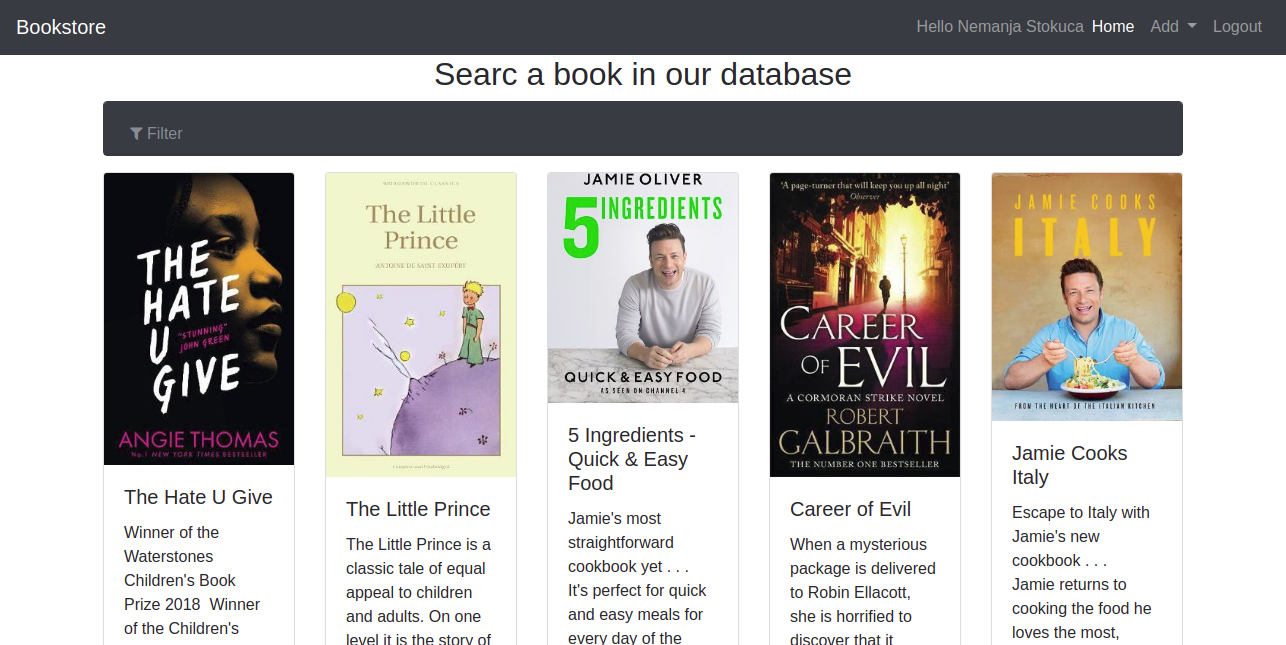 Bookstore
Hello Nemanja Stokuca Home Add Logout
Searc a book in our database
Filter
THE
HATE
U
GIVE
"STUNNING"
JOHN GREEN
ANGIE THOMAS
No.1 NEW YORK TIMES BESTSELLER
The Hate U Give
Winner of the
Waterstones
Children's Book
Prize 2018 Winner
of the Children's
WORDSWORTH CLASSICS
The Little
Prince
ANTOINE DE SAINT-EXUPÉRY
Complete and Unabridged
The Little Prince
The Little Prince is a
classic tale of equal
appeal to children
and adults. On one
level it is the story of
JAMIE OLIVER
5 INGREDIENTS
QUICK & EASY FOOD
AS SEEN ON CHANNEL 4
5 Ingredients -
Quick & Easy
Food
Jamie's most
straightforward
cookbook yet . . .
It's perfect for quick
and easy meals for
every day of the
'A page-turner that will keep you up all night'
Observer
CAREER
OF EVIL
A CORMORAN STRIKE NOVEL
ROBERT
GALBRAITH
THE NUMBER ONE BESTSELLER
Career of Evil
When a mysterious
package is delivered
to Robin Ellacott,
she is horrified to
discover that it
JAMIE COOKS
ITALY
FROM THE HEART OF THE ITALIAN KITCHEN
Jamie Cooks
Italy
Escape to Italy with
Jamie's new
cookbook . . .
Jamie returns to
cooking the food he
loves the most,